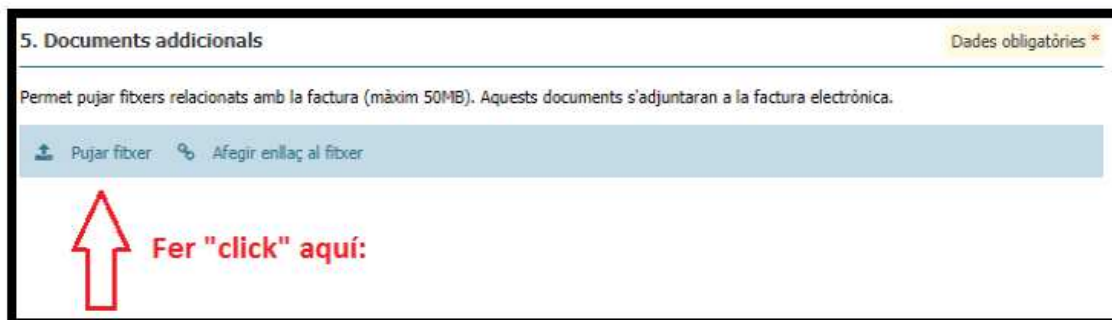 5. Documents addicionals
Dades obligatóries *
Permet pujar fitxers relacionats amb la factura (màxim 50MB). Aquests documents s'adjuntaran a la factura electrònica.
Pujar fitxer Afegir enllaç al fitxer
Fer "click" aquí: